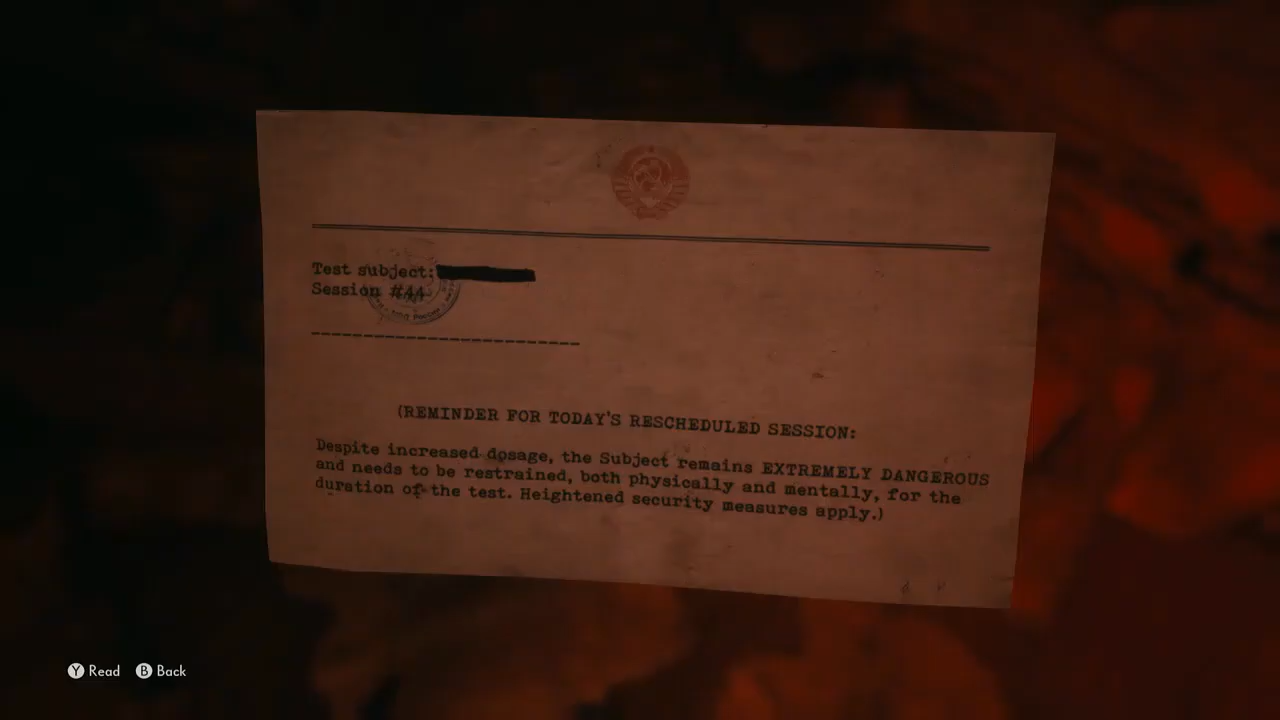 Test subject:
Session #44
(REMINDER FOR TODAY'S RESCHEDULED SESSION:
Despite increased dosage, the Subject remains EXTREMELY DANGEROUS
and needs to be restrained, both physically and mentally, for the
duration of the test. Heightened security measures apply.)
Y Read B Back